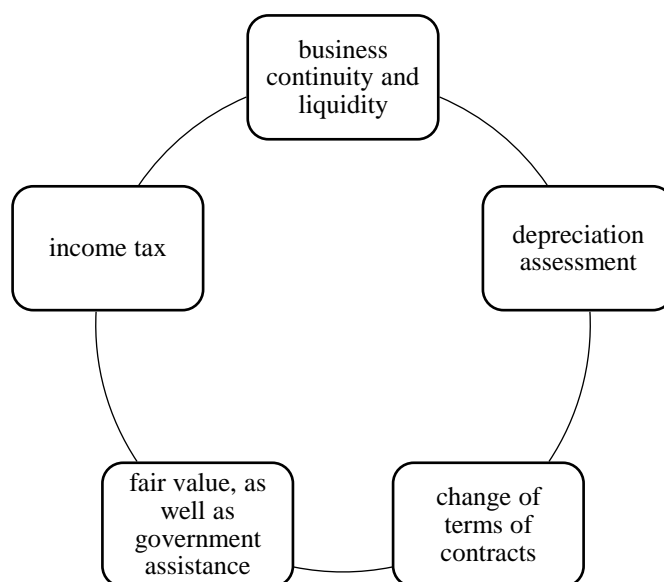 business
continuity and
liquidity
depreciation
assessment
change of
terms of
contracts
fair value, as
well as
government
assistance
income tax